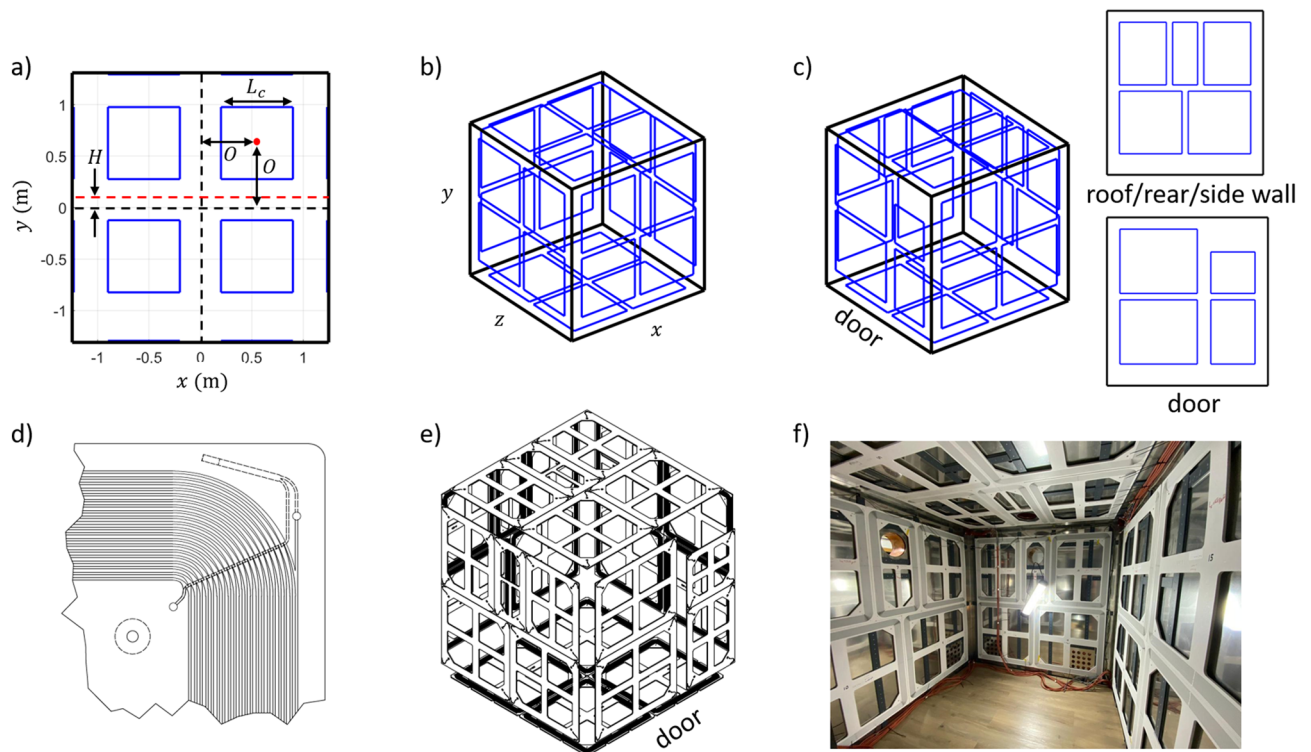 a)
L_c
O
O
H
1
0.5
0
-0.5
-1
y (m)
-1
-0.5
0
0.5
1
x (m)
b)
y
z
x
c)
door
roof/rear/side wall
door
d)
e)
door
f)